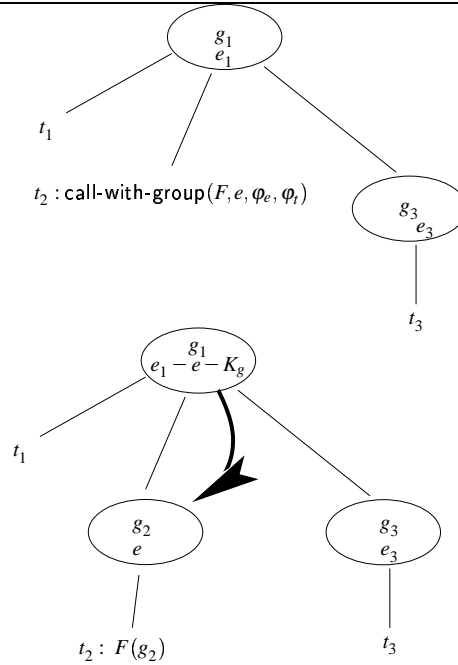 g₁
e₁
t₁
t₂ : call-with-group(F, e, φₑ, φₜ)
g₃
e₃
t₃
g₁
e₁ − e − K_g
t₁
g₂
e
g₃
e₃
t₂ : F(g₂)
t₃